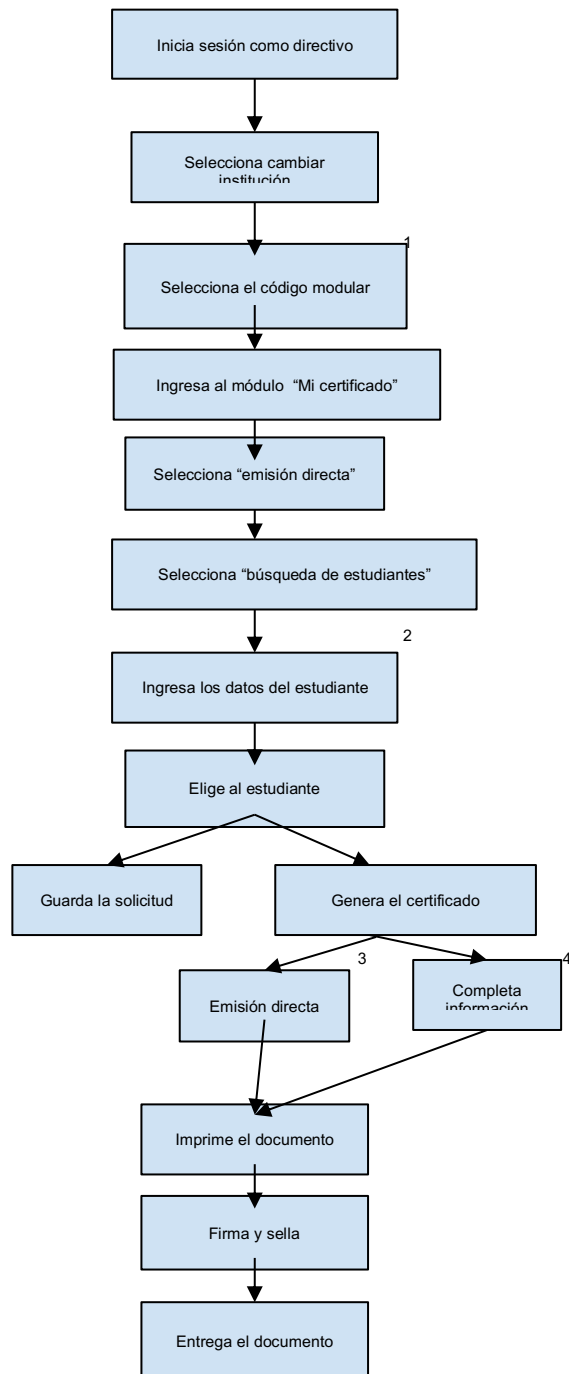 Inicia sesión como directivo
Selecciona cambiar
institución
1
Selecciona el código modular
Ingresa al módulo “Mi certificado”
Selecciona “emisión directa”
Selecciona “búsqueda de estudiantes”
2
Ingresa los datos del estudiante
Elige al estudiante
Guarda la solicitud
Genera el certificado
3
4
Emisión directa
Completa
información
Imprime el documento
Firma y sella
Entrega el documento